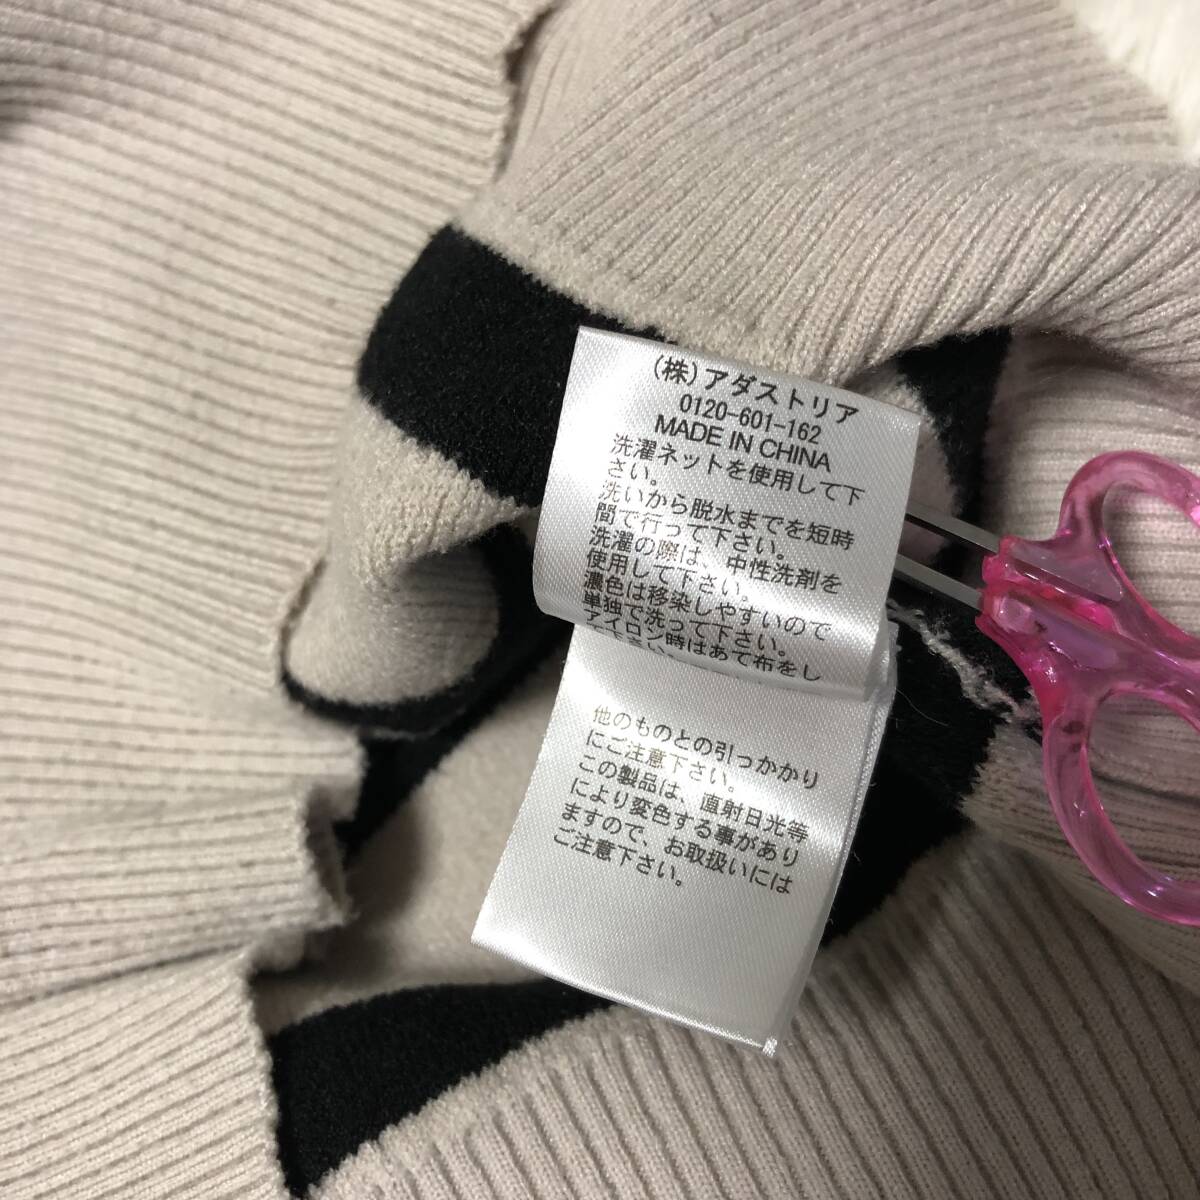 (株)アダストリア
0120-601-162
MADE IN CHINA
洗濯ネットを使用して下
さい。
洗いから脱水までを短時
間で行って下さい。
洗濯の際は、中性洗剤を
使用して下さい。
濃色は移染しやすいので
単独で洗って下さい。
アイロン時はあて布をし
て下さい。
他のものとの引っかかり
にご注意下さい。
この製品は、直射日光等
により変色する事があり
ますので、お取扱いには
ご注意下さい。